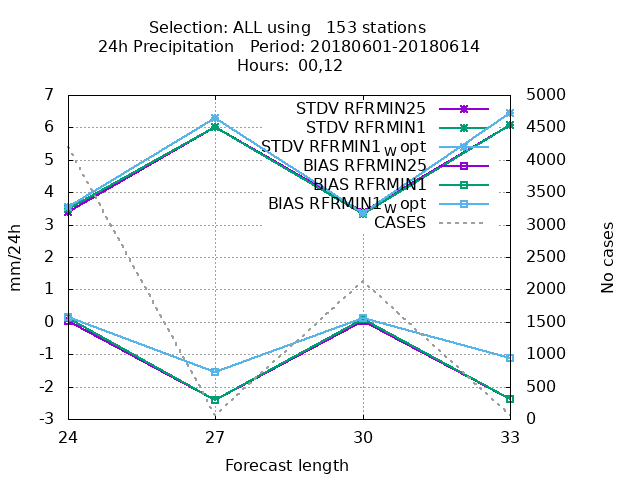 Selection: ALL using   153 stations
24h Precipitation   Period: 20180601-20180614
Hours:  00,12
7 5000
STDV RFRMIN25
6 4500
STDV RFRMIN1
5 4000
STDV RFRMIN1_w opt
BIAS RFRMIN25
4 3500
BIAS RFRMIN1
BIAS RFRMIN1_w opt
3 3000
CASES
2 2500
1 2000
0 1500
-1 1000
-2 500
-3 0
mm/24h
No cases
24 27 30 33
Forecast length